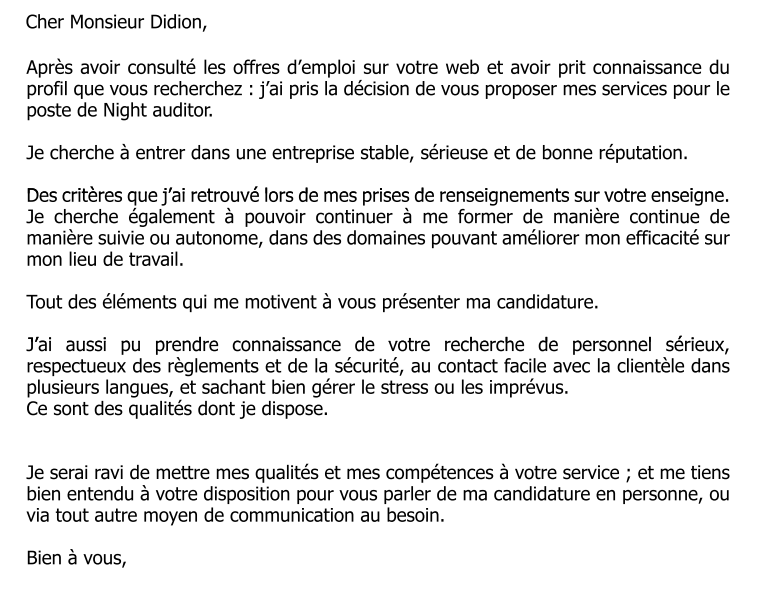 Cher Monsieur Didion,
Après avoir consulté les offres d’emploi sur votre web et avoir prit connaissance du
profil que vous recherchez : j’ai pris la décision de vous proposer mes services pour le
poste de Night auditor.
Je cherche à entrer dans une entreprise stable, sérieuse et de bonne réputation.
Des critères que j’ai retrouvé lors de mes prises de renseignements sur votre enseigne.
Je cherche également à pouvoir continuer à me former de manière continue de
manière suivie ou autonome, dans des domaines pouvant améliorer mon efficacité sur
mon lieu de travail.
Tout des éléments qui me motivent à vous présenter ma candidature.
J’ai aussi pu prendre connaissance de votre recherche de personnel sérieux,
respectueux des règlements et de la sécurité, au contact facile avec la clientèle dans
plusieurs langues, et sachant bien gérer le stress ou les imprévus.
Ce sont des qualités dont je dispose.
Je serai ravi de mettre mes qualités et mes compétences à votre service ; et me tiens
bien entendu à votre disposition pour vous parler de ma candidature en personne, ou
via tout autre moyen de communication au besoin.
Bien à vous,